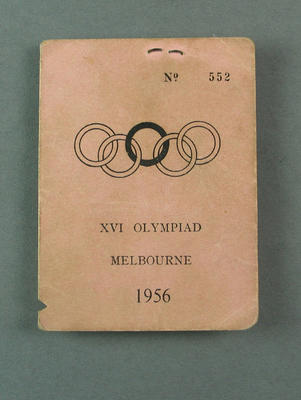 Nº 552
XVI OLYMPIAD
MELBOURNE
1956